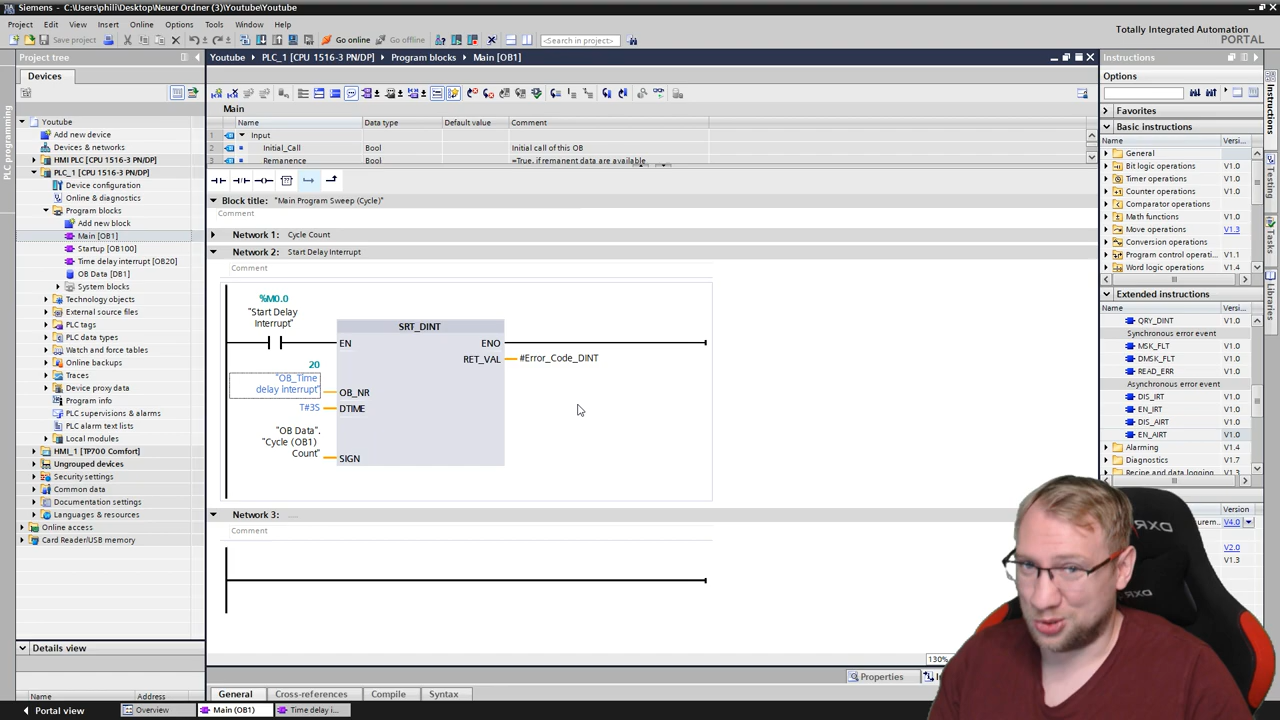 Siemens - C:\Users\phili\Desktop\Neuer Ordner (3)\Youtube\Youtube
Project Edit View Insert Online Options Tools Window Help
Totally Integrated Automation
PORTAL
Save project
Go online
Go offline
<Search in project>
Project tree
Youtube
PLC_1 [CPU 1516-3 PN/DP]
Program blocks
Main [OB1]
Instructions
Devices
Options
PLC programming
Youtube
Add new device
Devices & networks
HMI PLC [CPU 1516-3 PN/DP]
PLC_1 [CPU 1516-3 PN/DP]
Device configuration
Online & diagnostics
Program blocks
Add new block
Main [OB1]
Startup [OB100]
Time delay interrupt [OB20]
OB Data [DB1]
System blocks
Technology objects
External source files
PLC tags
PLC data types
Watch and force tables
Online backups
Traces
Device proxy data
Program info
PLC supervisions & alarms
PLC alarm text lists
Local modules
HMI_1 [TP700 Comfort]
Ungrouped devices
Security settings
Common data
Documentation settings
Languages & resources
Online access
Card Reader/USB memory
Details view
Name Address
Main
Name Data type Default value Comment
1 Input
2 Initial_Call Bool Initial call of this OB
3 Remanence Bool =True, if remanent data are available
Block title: "Main Program Sweep (Cycle)"
Comment
Network 1: Cycle Count
Network 2: Start Delay Interrupt
Comment
%M0.0
"Start Delay
Interrupt"
SRT_DINT
EN
ENO
RET_VAL
#Error_Code_DINT
20
"OB_Time
delay interrupt"
OB_NR
T#3S
DTIME
"OB Data".
"Cycle (OB1)
Count"
SIGN
Network 3: .....
Comment
130%
Properties
General Cross-references Compile Syntax
Favorites
Basic instructions
Name Versi...
General
Bit logic operations V1.0
Timer operations V1.0
Counter operations V1.0
Comparator operations
Math functions V1.0
Move operations V1.3
Conversion operations
Program control operati... V1.1
Word logic operations V1.4
Extended instructions
Name Versi...
QRY_DINT V1.0
Synchronous error event
MSK_FLT V1.0
DMSK_FLT V1.0
READ_ERR V1.0
Asynchronous error event
DIS_IRT V1.0
EN_IRT V1.0
DIS_AIRT V1.0
EN_AIRT V1.0
Alarming V1.4
Diagnostics V1.3
Recipe and data logging
Version
V4.0
V2.0
V1.3
Instructions
Testing
Tasks
Libraries
Portal view
Overview
Main (OB1)
Time delay i...
DXR